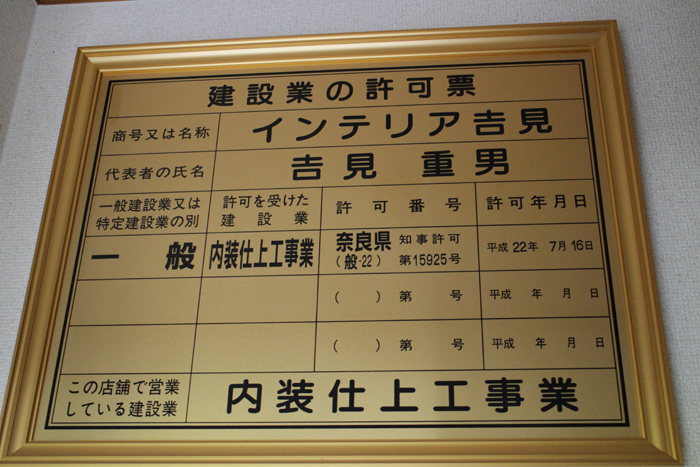 建設業の許可票
商号又は名称 インテリア吉見
代表者の氏名 吉見 重男
一般建設業又は 許可を受けた 許可番号 許可年月日
特定建設業の別 建設業
一般 内装仕上工事業 奈良県 知事許可 平成22年 7月16日
(般-22) 第15925号
( ) 第 号 平成 年 月 日
( ) 第 号 平成 年 月 日
この店舗で営業 内装仕上工事業
している建設業